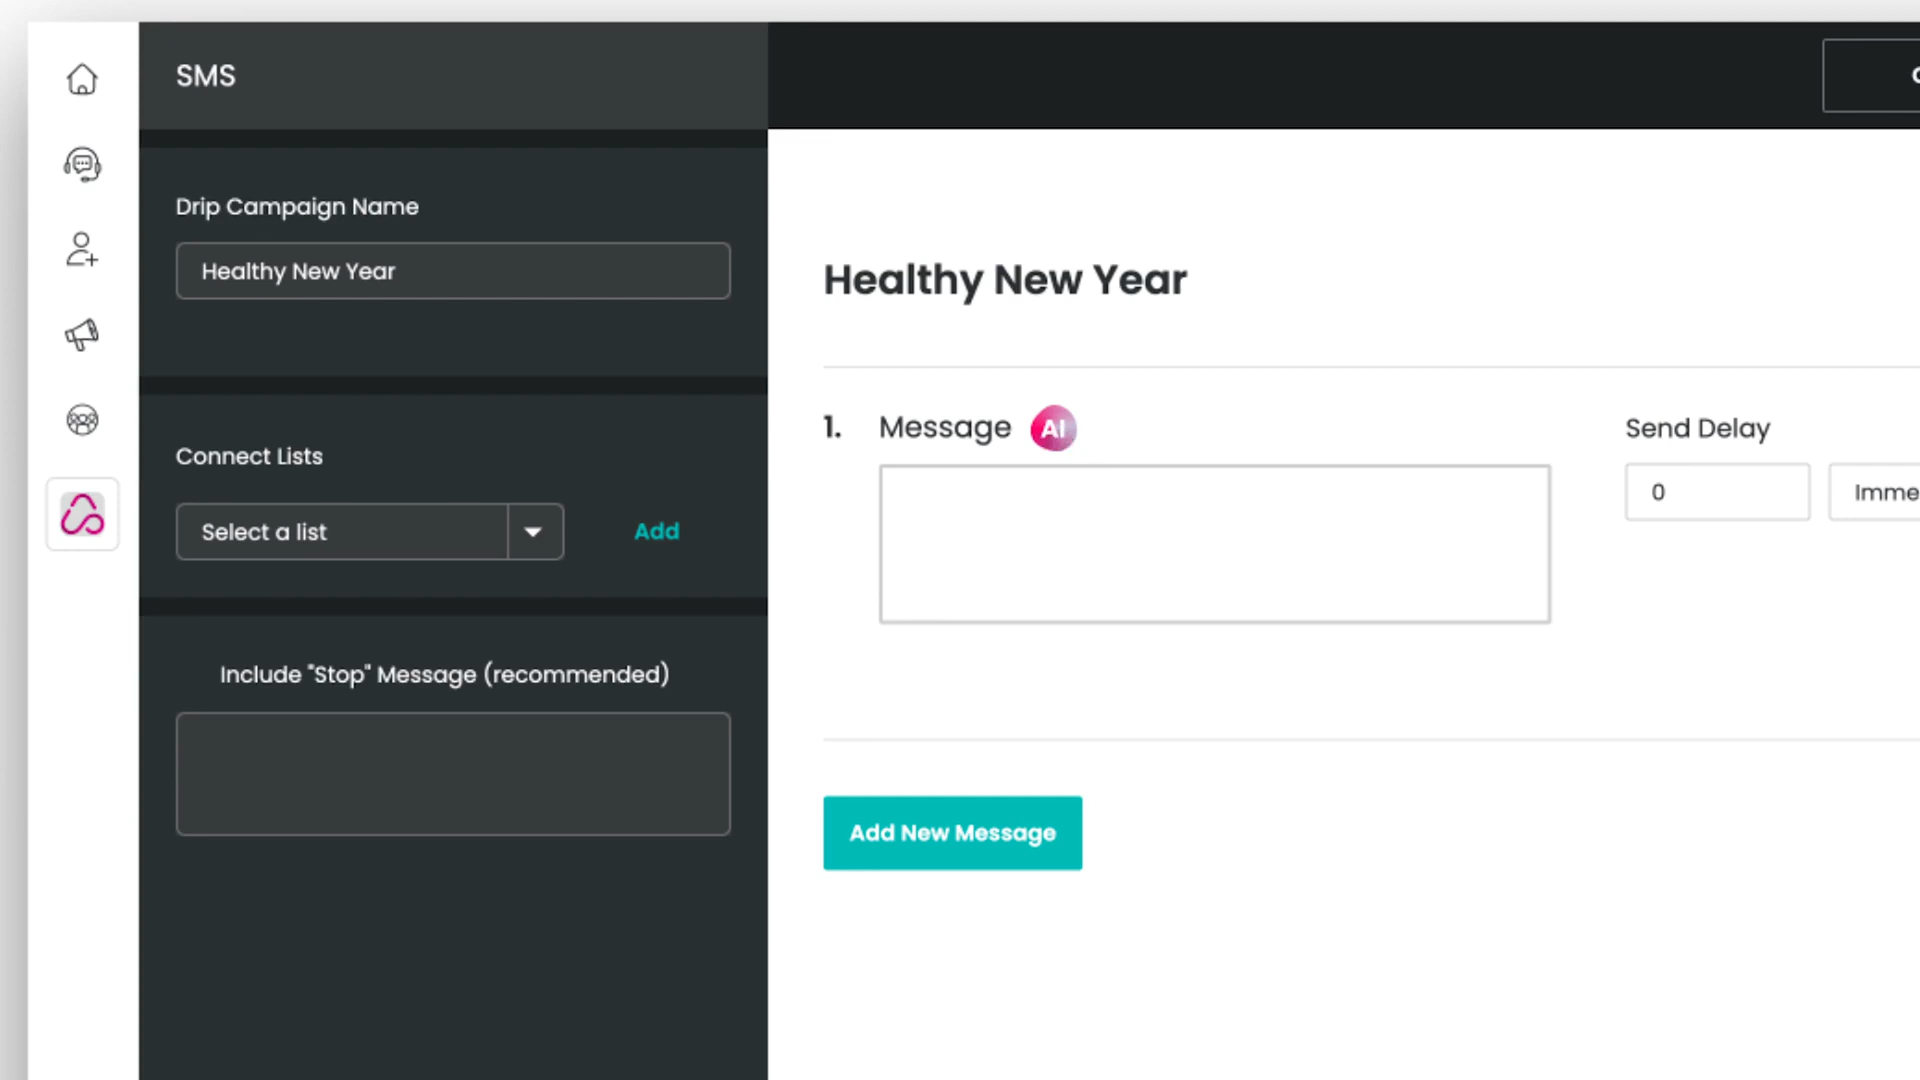 SMS
Drip Campaign Name
Healthy New Year
Connect Lists
Select a list
Add
Include "Stop" Message (recommended)
Healthy New Year
1. Message AI
Send Delay
0
Imme
Add New Message